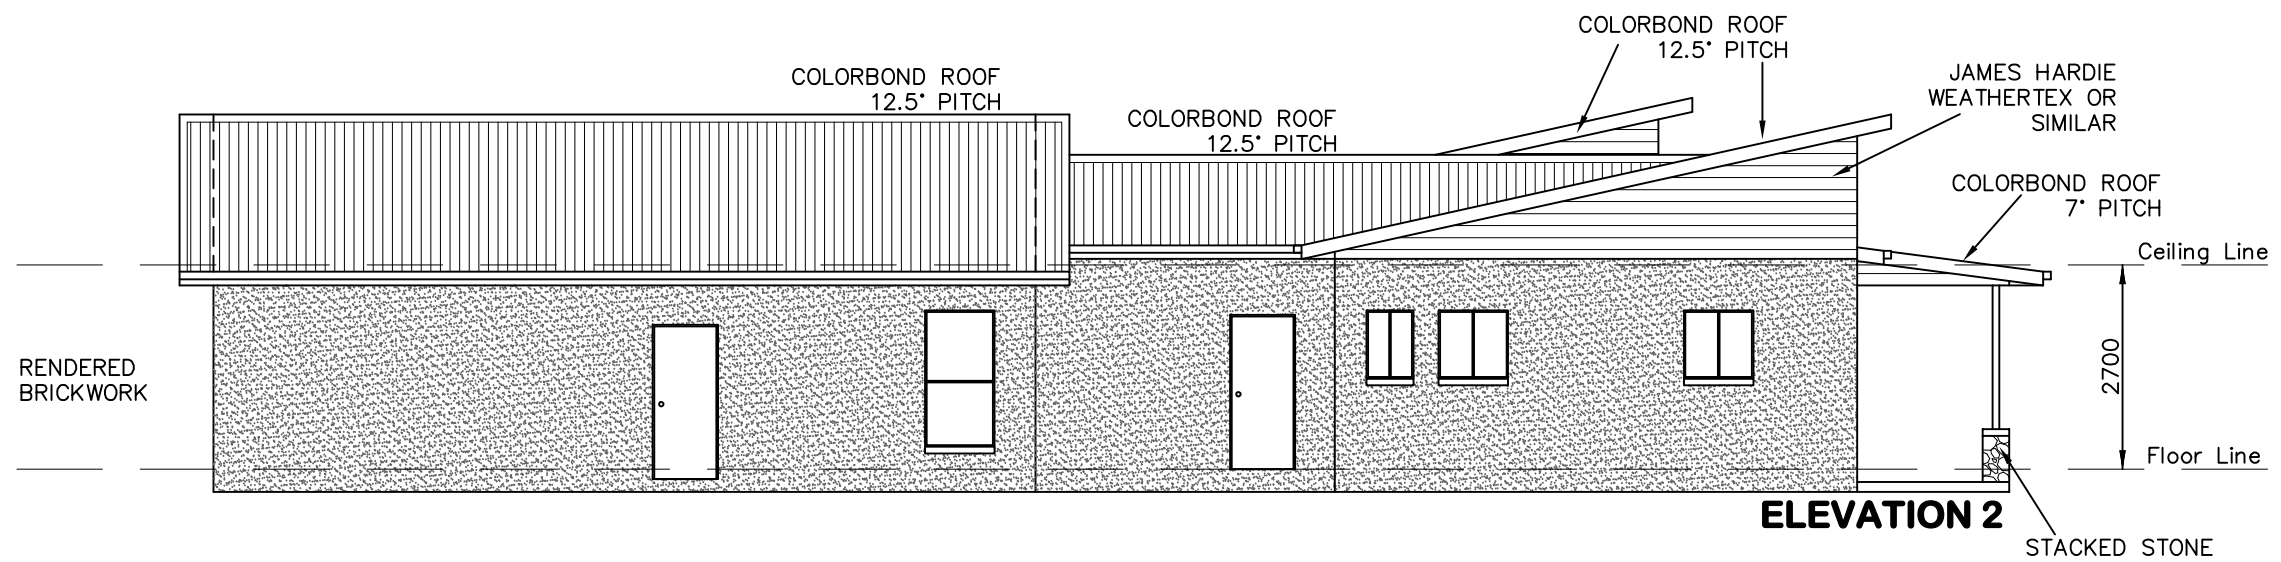 COLORBOND ROOF
12.5° PITCH
COLORBOND ROOF
12.5° PITCH
COLORBOND ROOF
12.5° PITCH
JAMES HARDIE
WEATHERTEX OR
SIMILAR
COLORBOND ROOF
7° PITCH
Ceiling Line
RENDERED
BRICKWORK
2700
Floor Line
ELEVATION 2
STACKED STONE